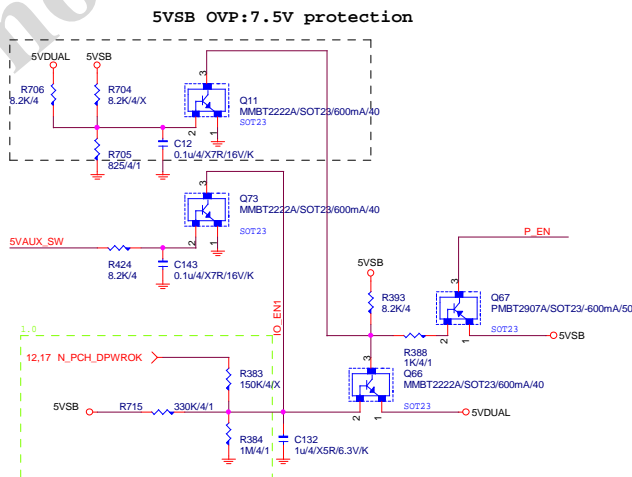 5VSB OVP:7.5V protection
5VDUAL 5VSB
R706
8.2K/4
R704
8.2K/4/X
R705
825/4/1
C12
0.1u/4/X7R/16V/K
3
2
1
Q11
MMBT2222A/SOT23/600mA/40
SOT23
5VAUX_SW
R424
8.2K/4
C143
0.1u/4/X7R/16V/K
3
2
1
Q73
MMBT2222A/SOT23/600mA/40
SOT23
IO_EN1
5VSB
R393
8.2K/4
R388
1K/4/1
P_EN
3
2
1
Q67
PMBT2907A/SOT23/-600mA/50
SOT23
5VSB
3
2
1
Q66
MMBT2222A/SOT23/600mA/40
SOT23
5VDUAL
1.0
12,17 N_PCH_DPWROK
R383
150K/4/X
5VSB
R715
330K/4/1
R384
1M/4/1
C132
1u/4/X5R/6.3V/K